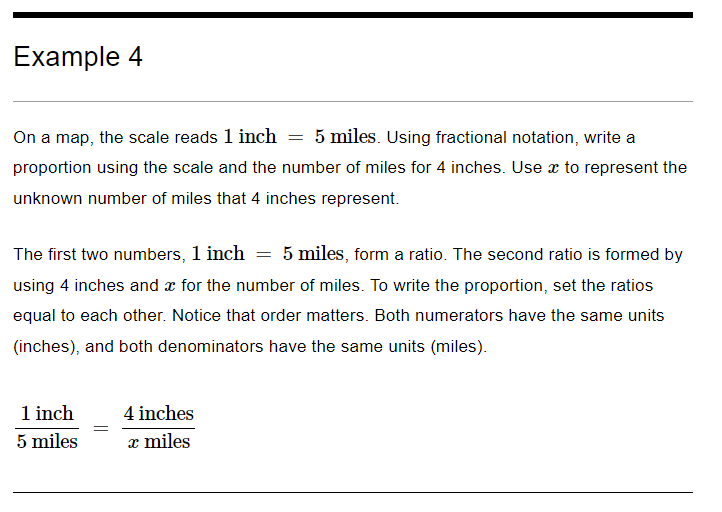 Example 4
On a map, the scale reads 1 inch = 5 miles. Using fractional notation, write a
proportion using the scale and the number of miles for 4 inches. Use x to represent the
unknown number of miles that 4 inches represent.
The first two numbers, 1 inch = 5 miles, form a ratio. The second ratio is formed by
using 4 inches and x for the number of miles. To write the proportion, set the ratios
equal to each other. Notice that order matters. Both numerators have the same units
(inches), and both denominators have the same units (miles).
1 inch / 5 miles = 4 inches / x miles